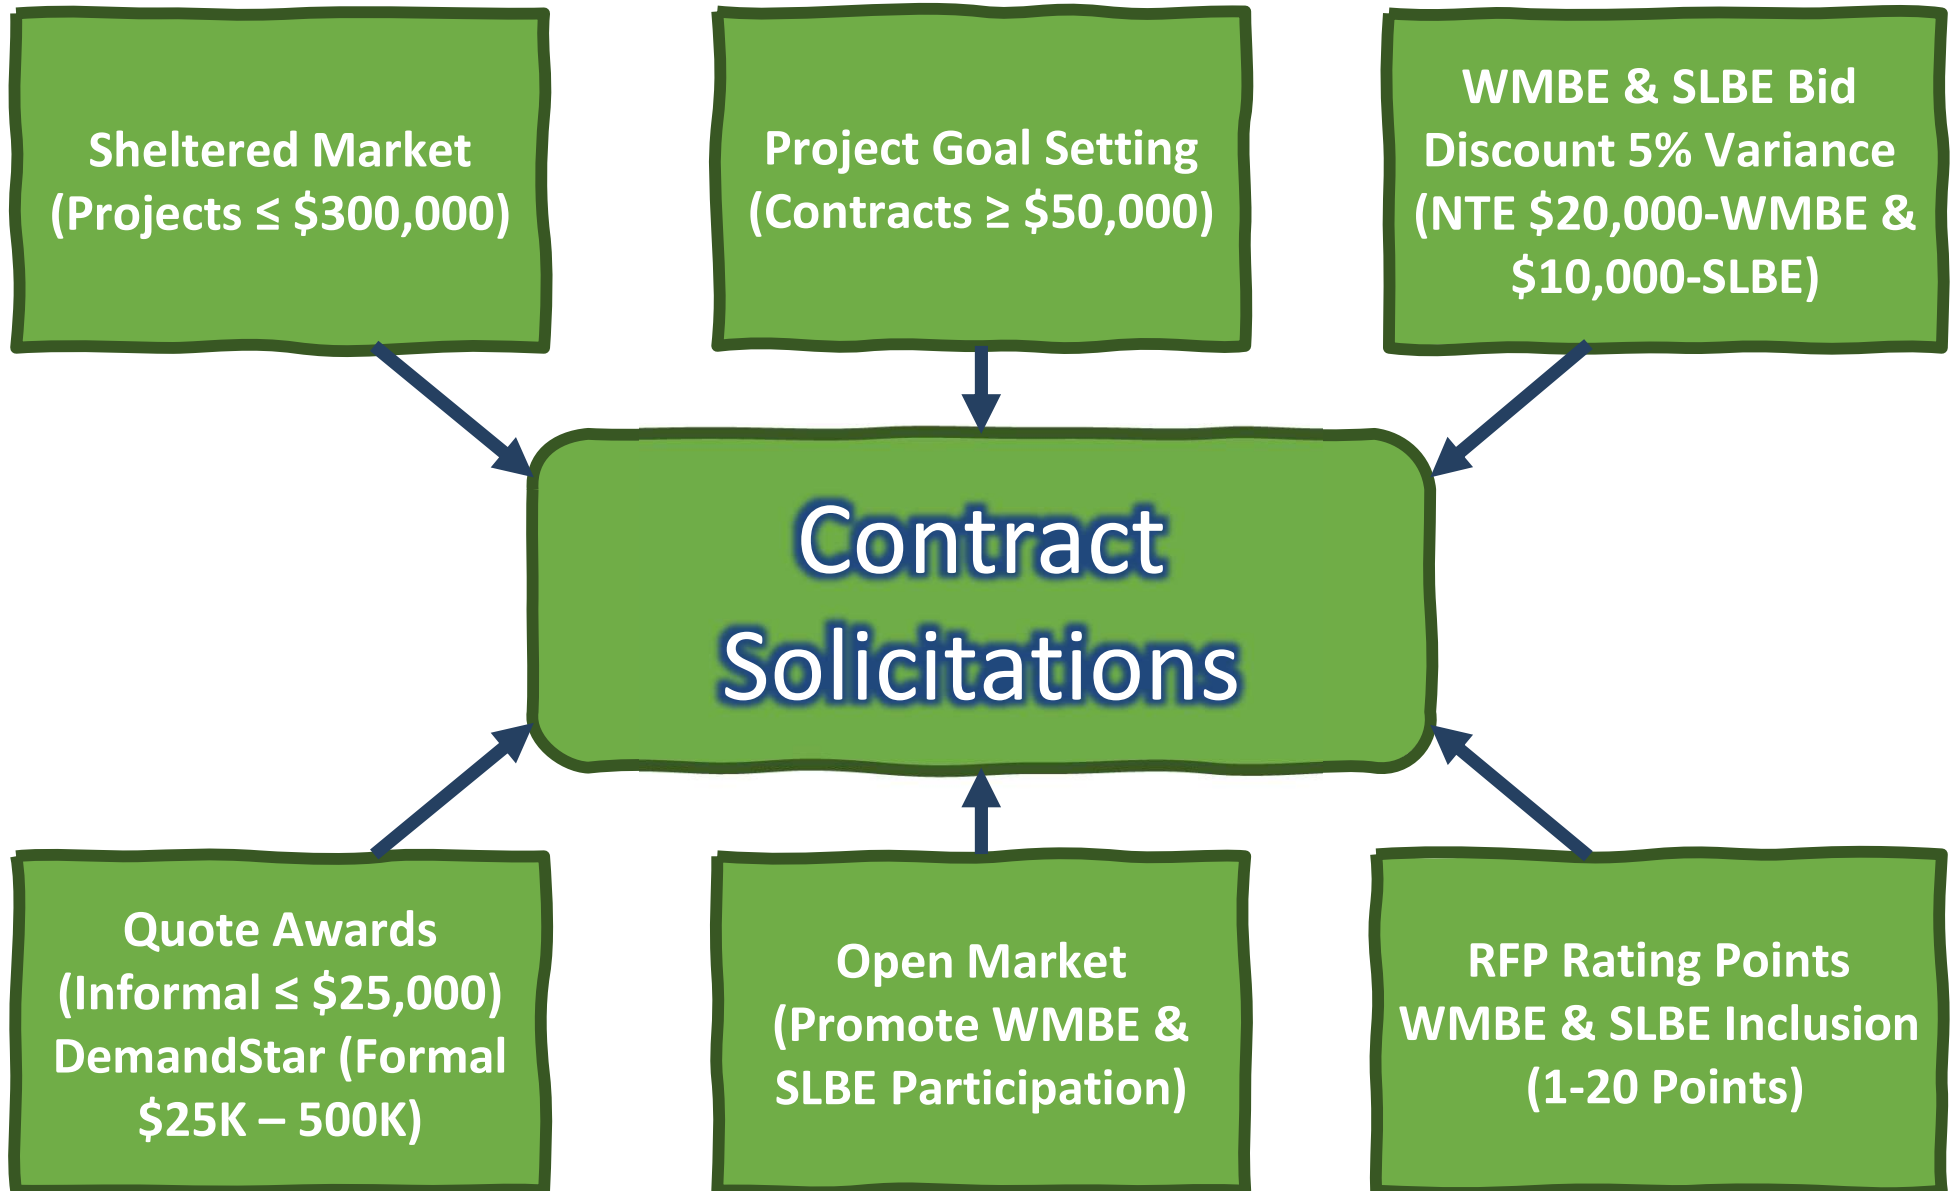 Sheltered Market
(Projects ≤ $300,000)
Project Goal Setting
(Contracts ≥ $50,000)
WMBE & SLBE Bid
Discount 5% Variance
(NTE $20,000-WMBE &
$10,000-SLBE)
Contract
Solicitations
Quote Awards
(Informal ≤ $25,000)
DemandStar (Formal
$25K – 500K)
Open Market
(Promote WMBE &
SLBE Participation)
RFP Rating Points
WMBE & SLBE Inclusion
(1-20 Points)